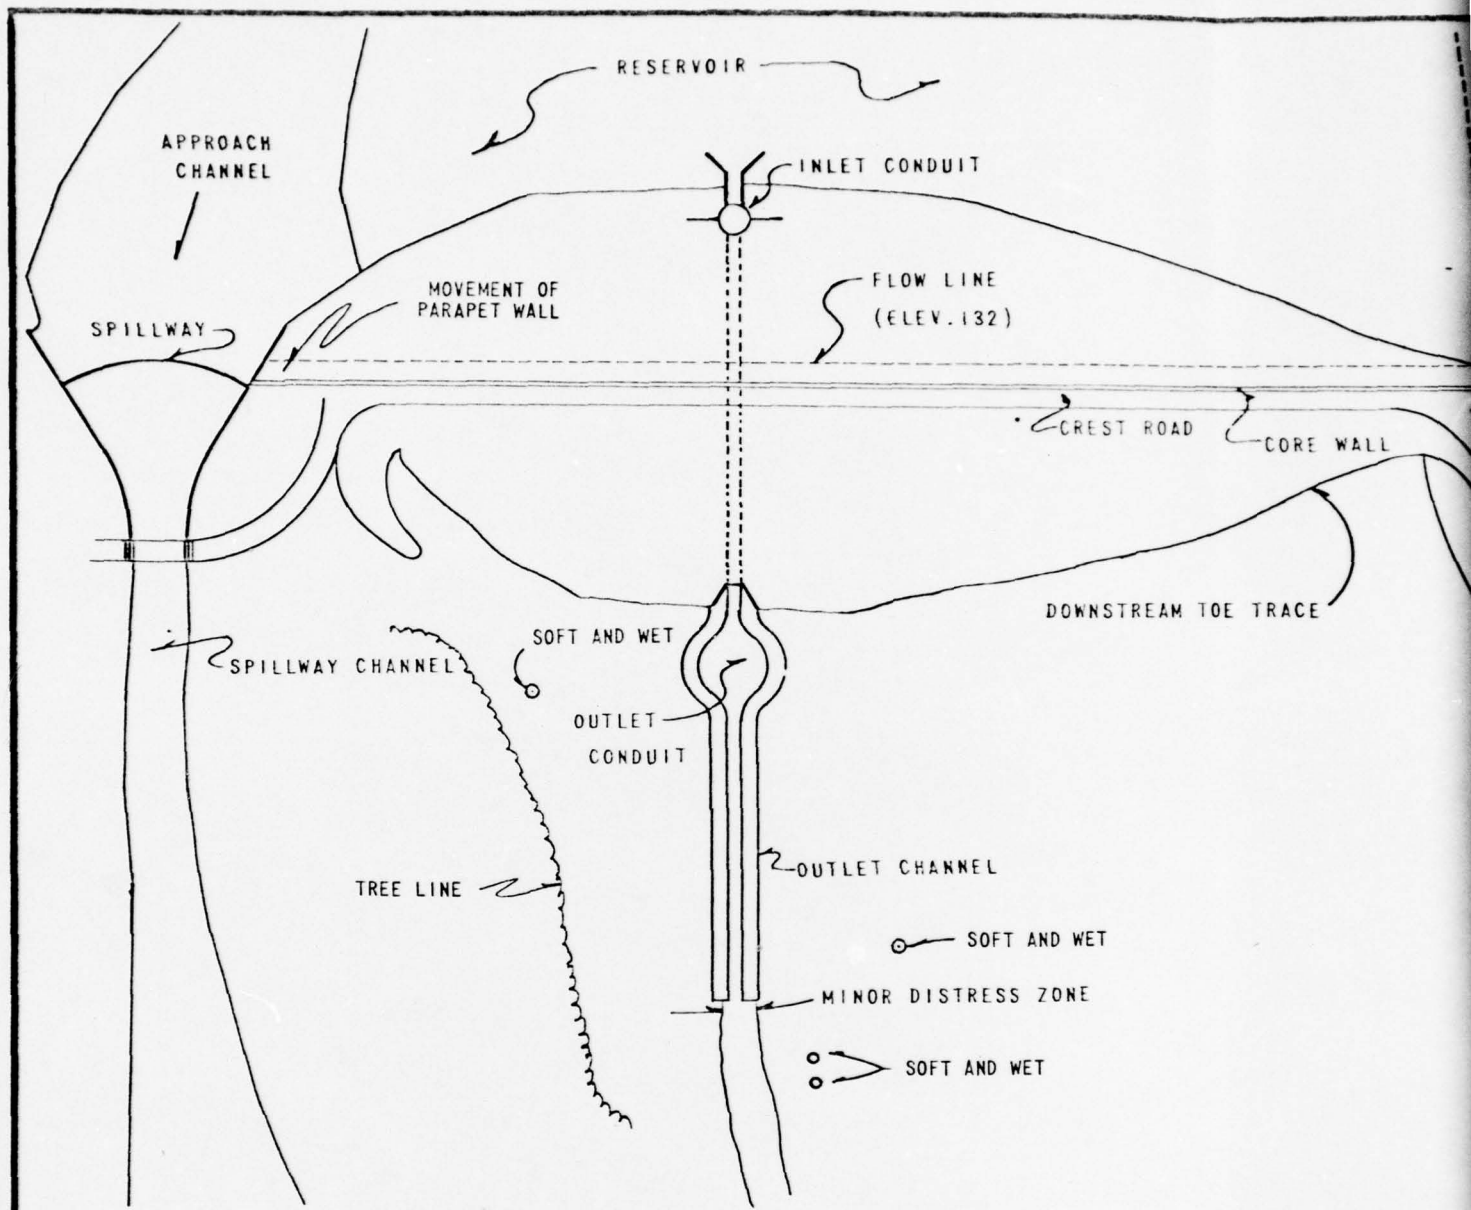 RESERVOIR
APPROACH
CHANNEL
INLET CONDUIT
MOVEMENT OF
PARAPET WALL
FLOW LINE
(ELEV. 132)
SPILLWAY
CREST ROAD
CORE WALL
DOWNSTREAM TOE TRACE
SOFT AND WET
SPILLWAY CHANNEL
OUTLET
CONDUIT
OUTLET CHANNEL
TREE LINE
SOFT AND WET
MINOR DISTRESS ZONE
SOFT AND WET